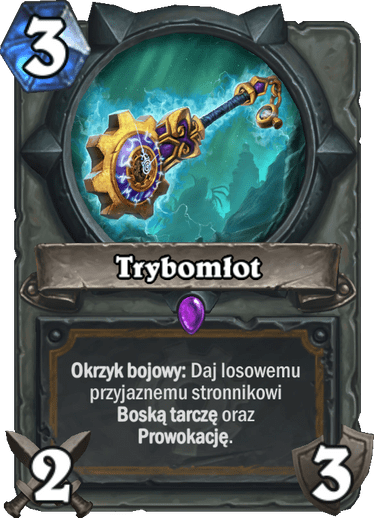 3
Trybomłot
Okrzyk bojowy: Daj losowemu
przyjaznemu stronnikowi
Boską tarczę oraz
Prowokację.
2
3